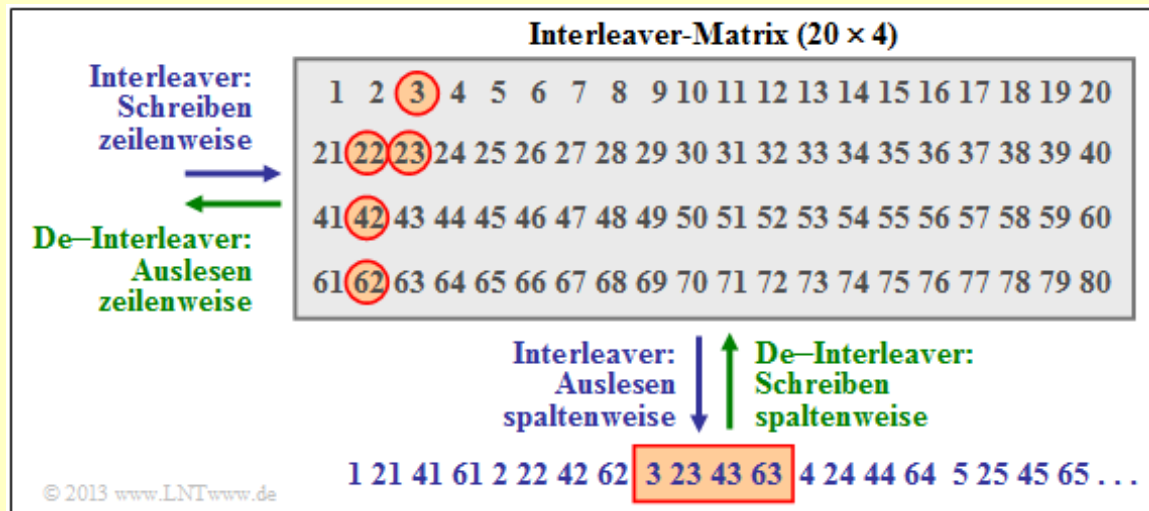 Interleaver-Matrix (20 × 4)
Interleaver:
Schreiben
zeilenweise
De–Interleaver:
Auslesen
zeilenweise
1 2 3 4 5 6 7 8 9 10 11 12 13 14 15 16 17 18 19 20
21 22 23 24 25 26 27 28 29 30 31 32 33 34 35 36 37 38 39 40
41 42 43 44 45 46 47 48 49 50 51 52 53 54 55 56 57 58 59 60
61 62 63 64 65 66 67 68 69 70 71 72 73 74 75 76 77 78 79 80
Interleaver:
Auslesen
spaltenweise
De–Interleaver:
Schreiben
spaltenweise
1 21 41 61 2 22 42 62 3 23 43 63 4 24 44 64 5 25 45 65 . . .
© 2013 www.LNTwww.de